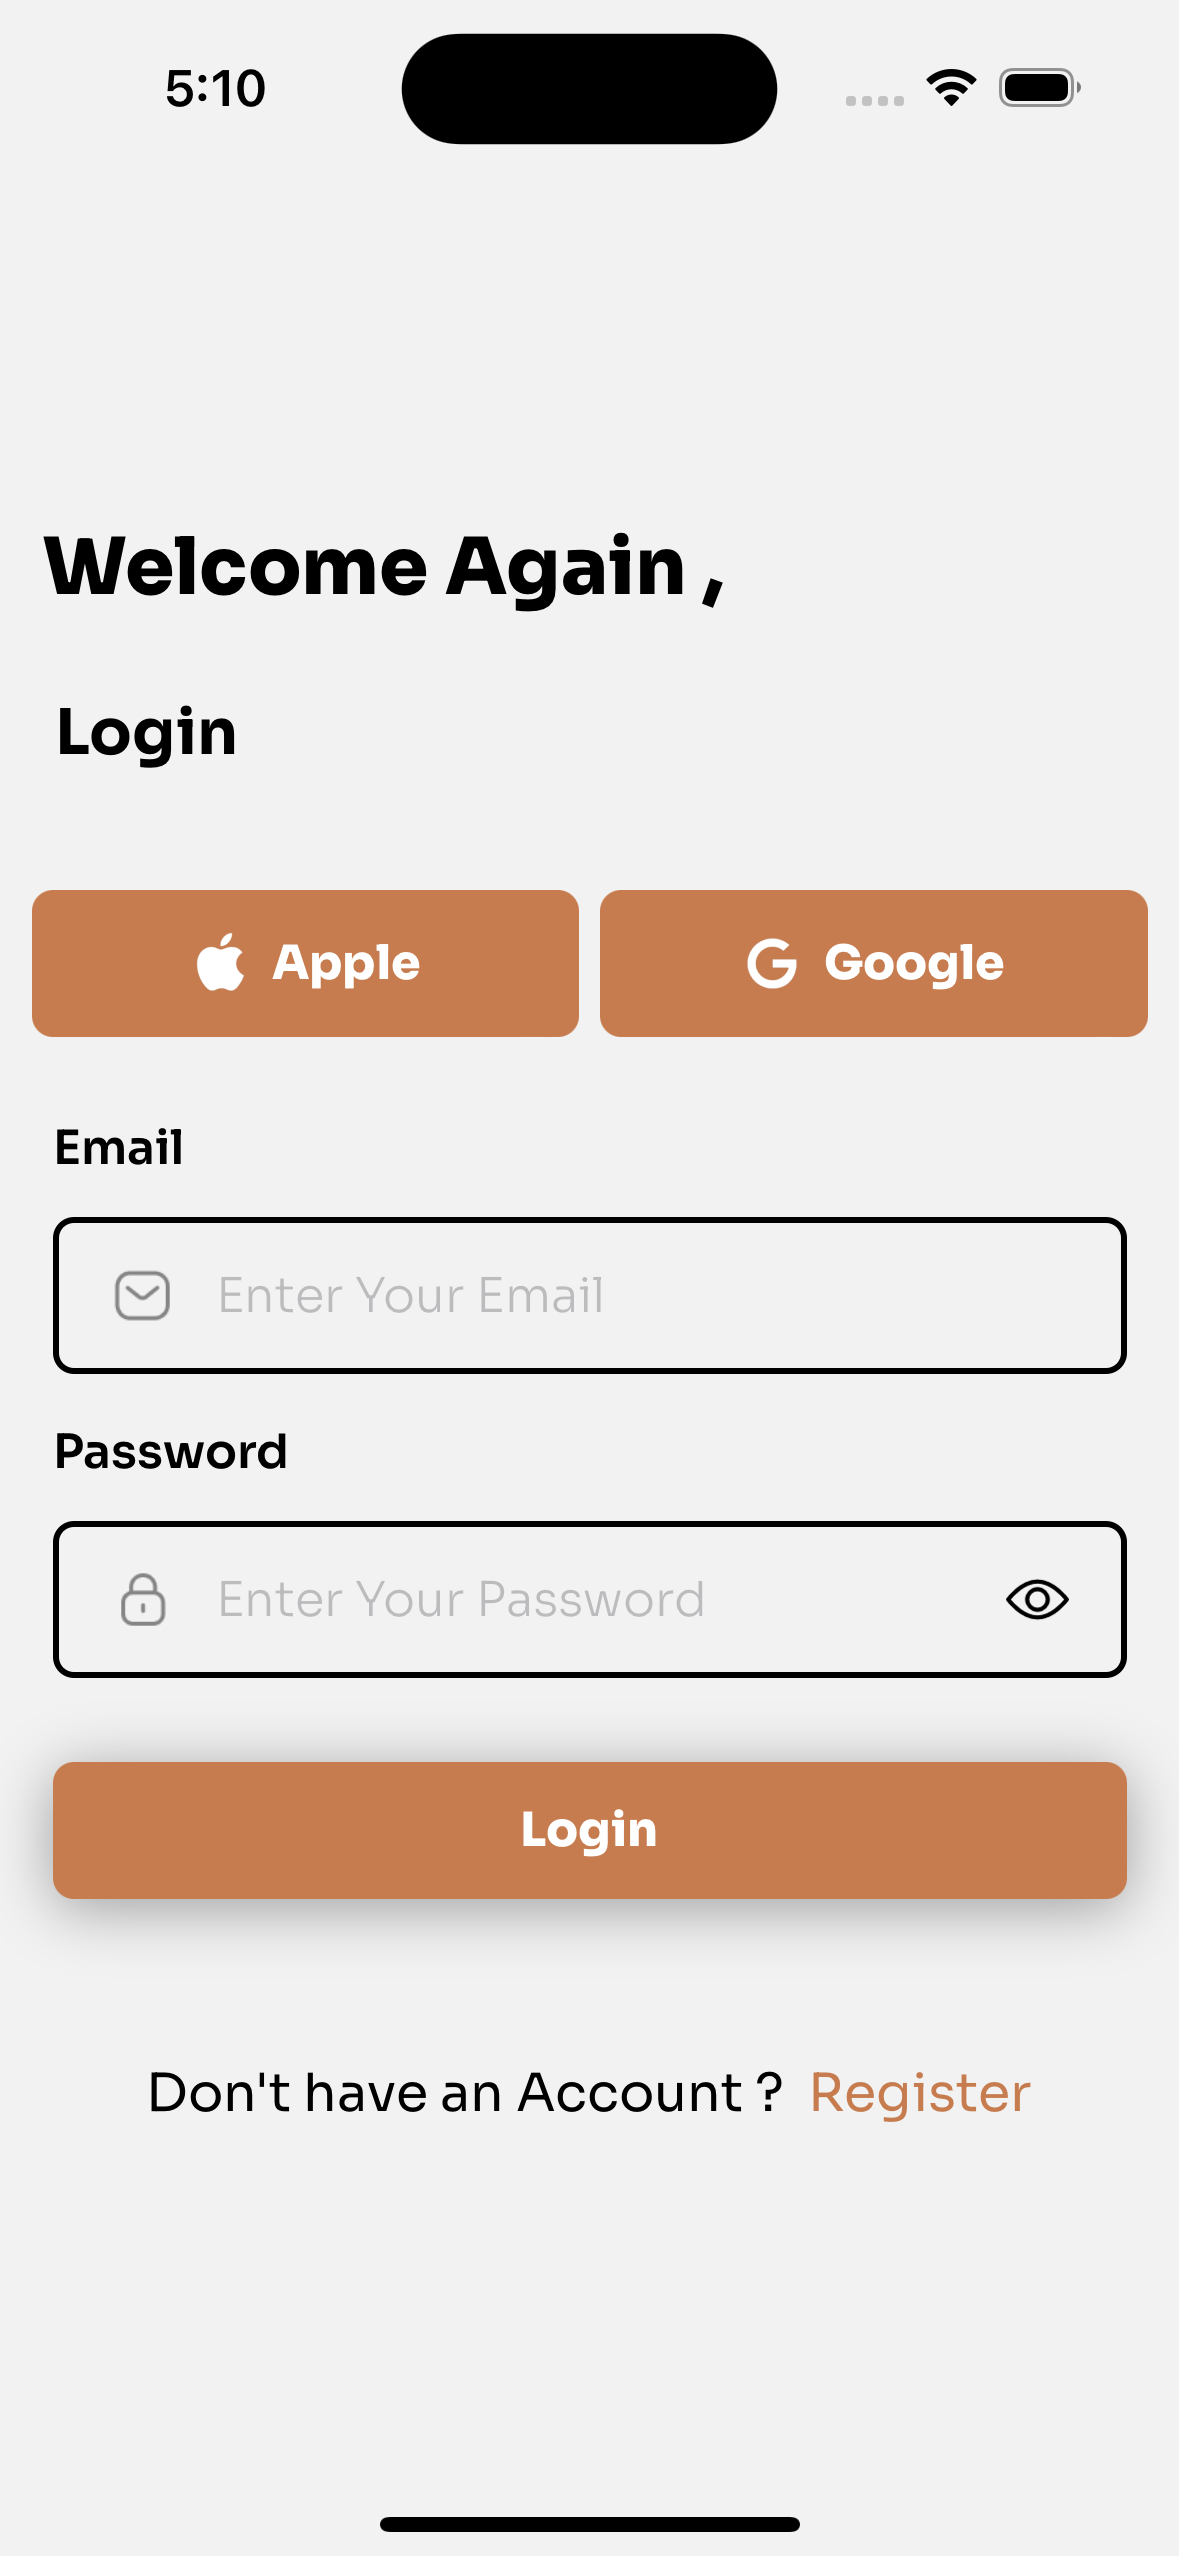 5:10
Welcome Again ,
Login
Apple
Google
Email
Enter Your Email
Password
Enter Your Password
Login
Don't have an Account ? Register